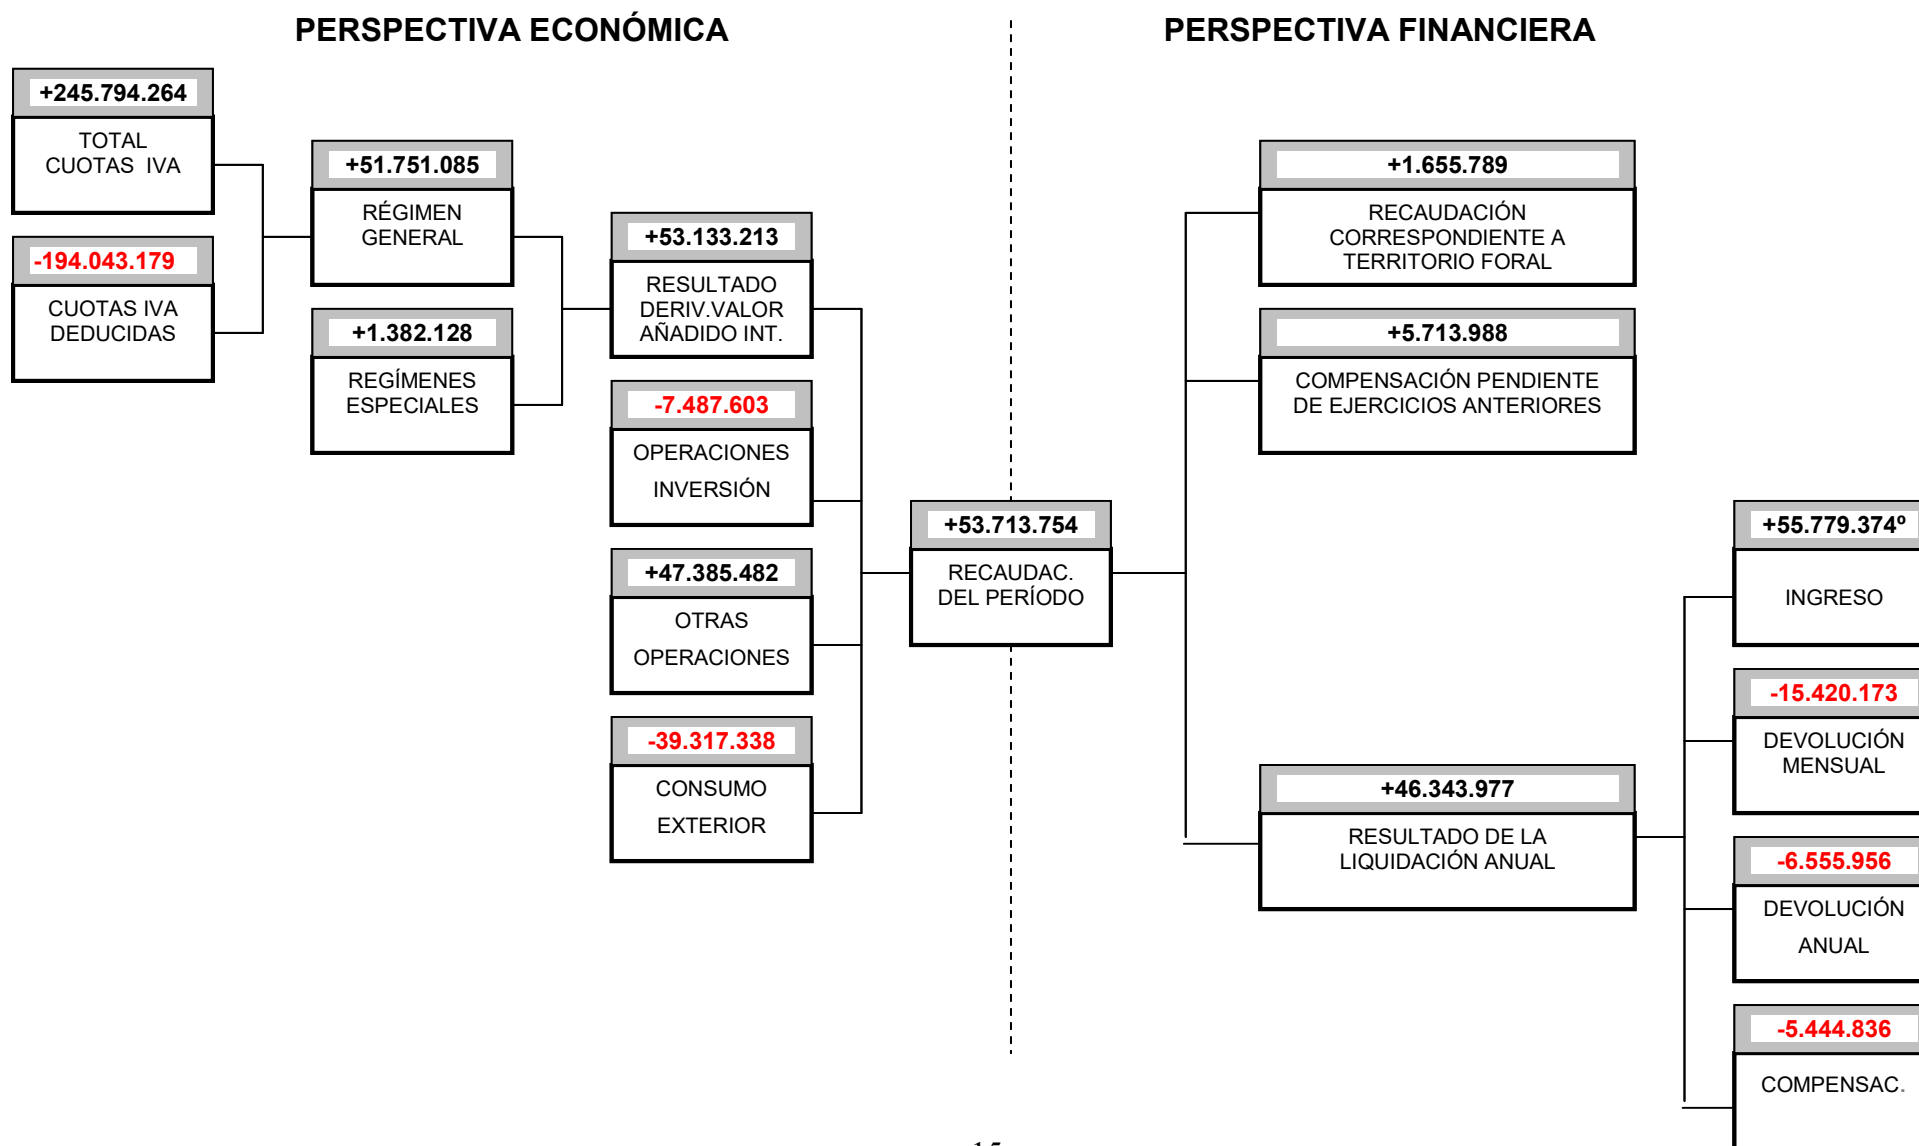 PERSPECTIVA ECONÓMICA
PERSPECTIVA FINANCIERA
+245.794.264
TOTAL
CUOTAS IVA
-194.043.179
CUOTAS IVA
DEDUCIDAS
+51.751.085
RÉGIMEN
GENERAL
+1.382.128
REGÍMENES
ESPECIALES
+53.133.213
RESULTADO
DERIV.VALOR
AÑADIDO INT.
-7.487.603
OPERACIONES
INVERSIÓN
+47.385.482
OTRAS
OPERACIONES
-39.317.338
CONSUMO
EXTERIOR
+53.713.754
RECAUDAC.
DEL PERÍODO
+1.655.789
RECAUDACIÓN
CORRESPONDIENTE A
TERRITORIO FORAL
+5.713.988
COMPENSACIÓN PENDIENTE
DE EJERCICIOS ANTERIORES
+46.343.977
RESULTADO DE LA
LIQUIDACIÓN ANUAL
+55.779.374º
INGRESO
-15.420.173
DEVOLUCIÓN
MENSUAL
-6.555.956
DEVOLUCIÓN
ANUAL
-5.444.836
COMPENSAC.